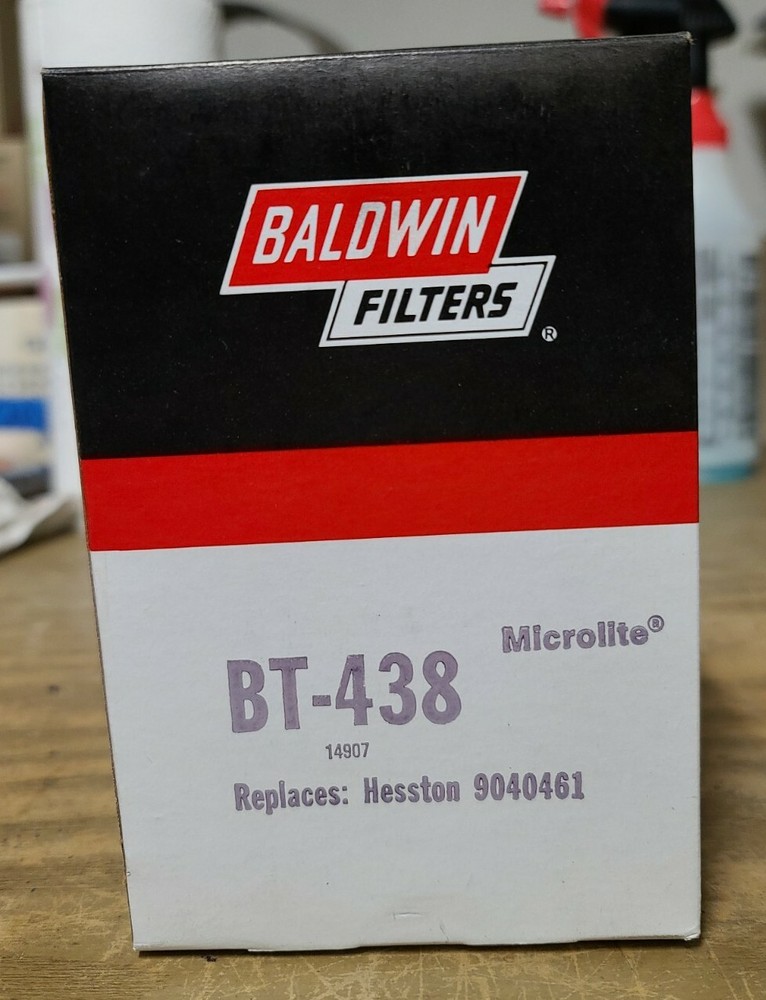 BALDWIN
FILTERS
®
Microlite®
BT-438
14907
Replaces: Hesston 9040461